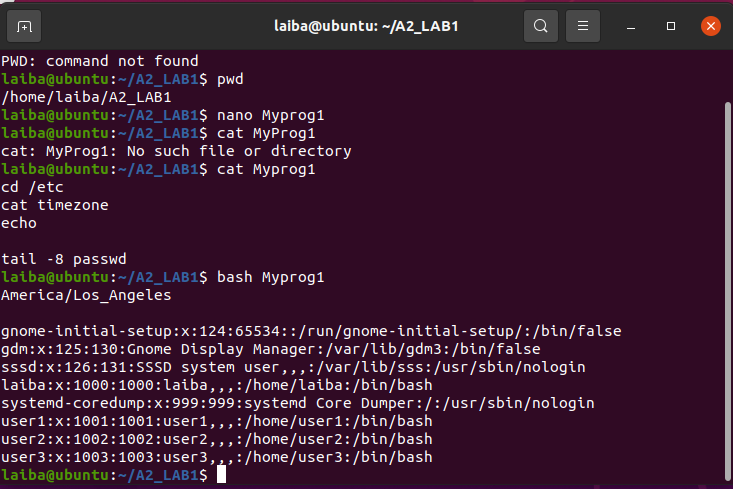 laiba@ubuntu: ~/A2_LAB1
PWD: command not found
laiba@ubuntu:~/A2_LAB1$ pwd
/home/laiba/A2_LAB1
laiba@ubuntu:~/A2_LAB1$ nano Myprog1
laiba@ubuntu:~/A2_LAB1$ cat MyProg1
cat: MyProg1: No such file or directory
laiba@ubuntu:~/A2_LAB1$ cat Myprog1
cd /etc
cat timezone
echo

tail -8 passwd
laiba@ubuntu:~/A2_LAB1$ bash Myprog1
America/Los_Angeles

gnome-initial-setup:x:124:65534::/run/gnome-initial-setup/:/bin/false
gdm:x:125:130:Gnome Display Manager:/var/lib/gdm3:/bin/false
sssd:x:126:131:SSSD system user,,,:/var/lib/sss:/usr/sbin/nologin
laiba:x:1000:1000:laiba,,,:/home/laiba:/bin/bash
systemd-coredump:x:999:999:systemd Core Dumper:/:/usr/sbin/nologin
user1:x:1001:1001:user1,,,:/home/user1:/bin/bash
user2:x:1002:1002:user2,,,:/home/user2:/bin/bash
user3:x:1003:1003:user3,,,:/home/user3:/bin/bash
laiba@ubuntu:~/A2_LAB1$